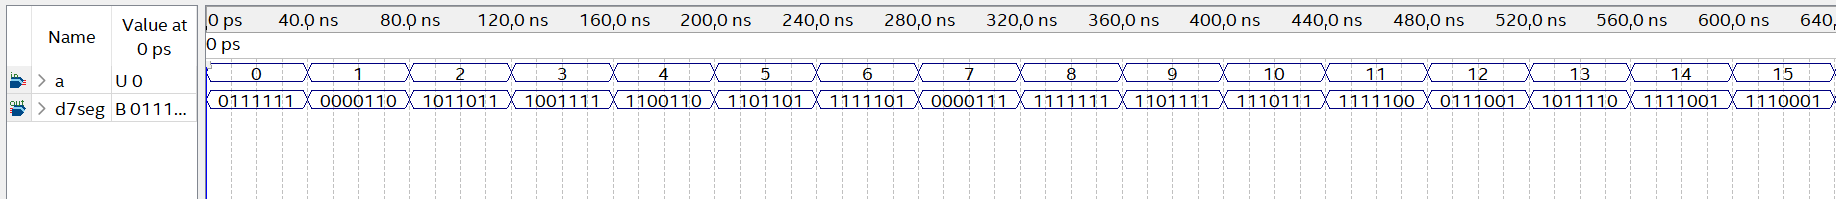 Name Value at 0 ps
0 ps 40.0 ns 80.0 ns 120.0 ns 160.0 ns 200.0 ns 240.0 ns 280.0 ns 320.0 ns 360.0 ns 400.0 ns 440.0 ns 480.0 ns 520.0 ns 560.0 ns 600.0 ns 640.
0 ps
in a U 0 0 1 2 3 4 5 6 7 8 9 10 11 12 13 14 15
out d7seg B 0111... 0111111 0000110 1011011 1001111 1100110 1101101 1111101 0000111 1111111 1101111 1110111 1111100 0111001 1011110 1111001 1110001